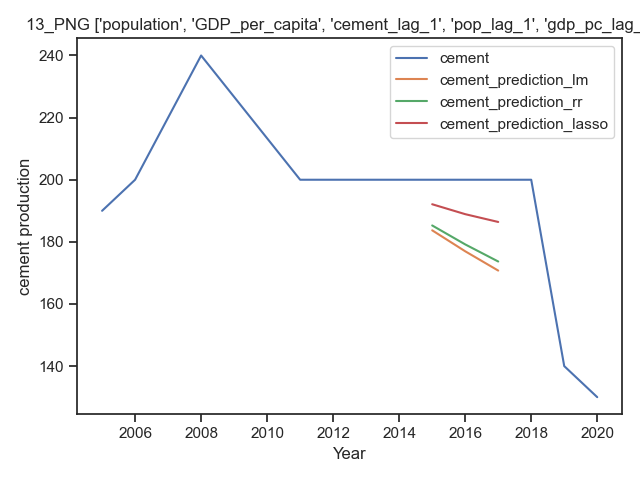 13_PNG ['population', 'GDP_per_capita', 'cement_lag_1', 'pop_lag_1', 'gdp_pc_lag_
cement
cement_prediction_lm
cement_prediction_rr
cement_prediction_lasso
cement production
240
220
200
180
160
140
2006 2008 2010 2012 2014 2016 2018 2020
Year